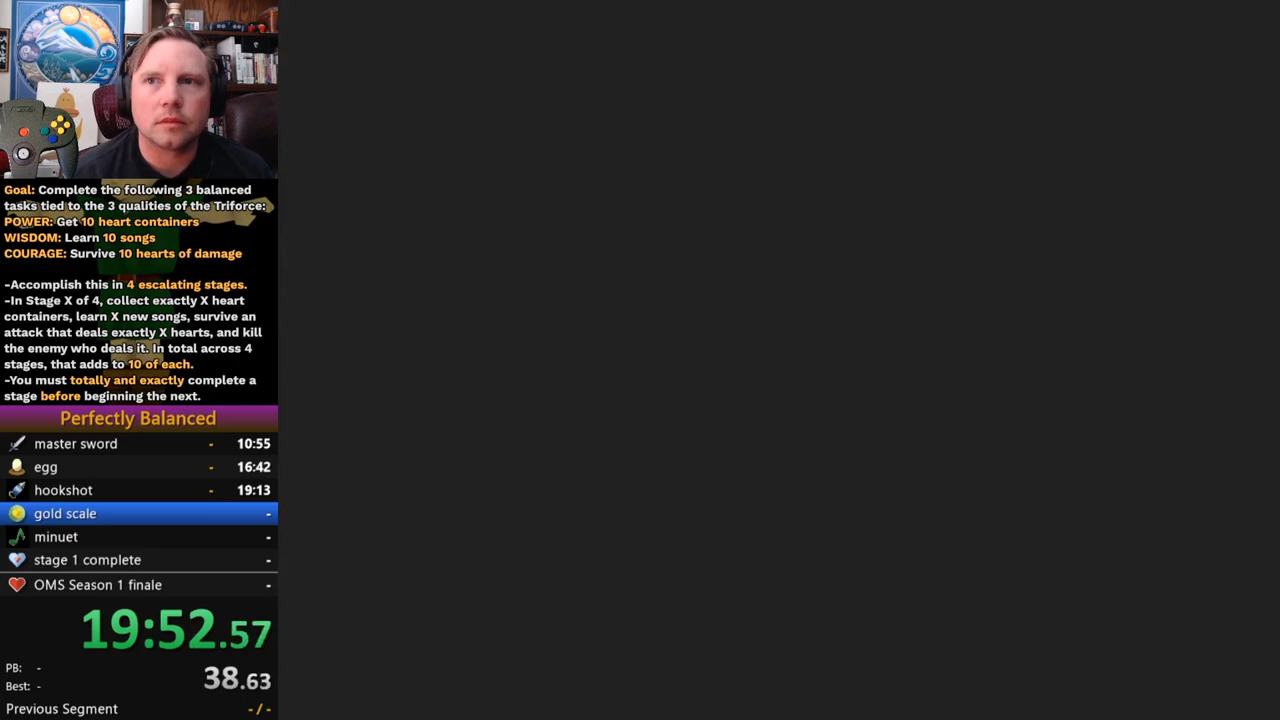 Goal: Complete the following 3 balanced
tasks tied to the 3 qualities of the Triforce:
POWER: Get 10 heart containers
WISDOM: Learn 10 songs
COURAGE: Survive 10 hearts of damage
-Accomplish this in 4 escalating stages.
-In Stage X of 4, collect exactly X heart
containers, learn X new songs, survive an
attack that deals exactly X hearts, and kill
the enemy who deals it. In total across 4
stages, that adds to 10 of each.
-You must totally and exactly complete a
stage before beginning the next.
Perfectly Balanced
master sword - 10:55
egg - 16:42
hookshot - 19:13
gold scale -
minuet -
stage 1 complete -
OMS Season 1 finale -
19:52.57
PB: -
38.63
Best: -
Previous Segment - / -